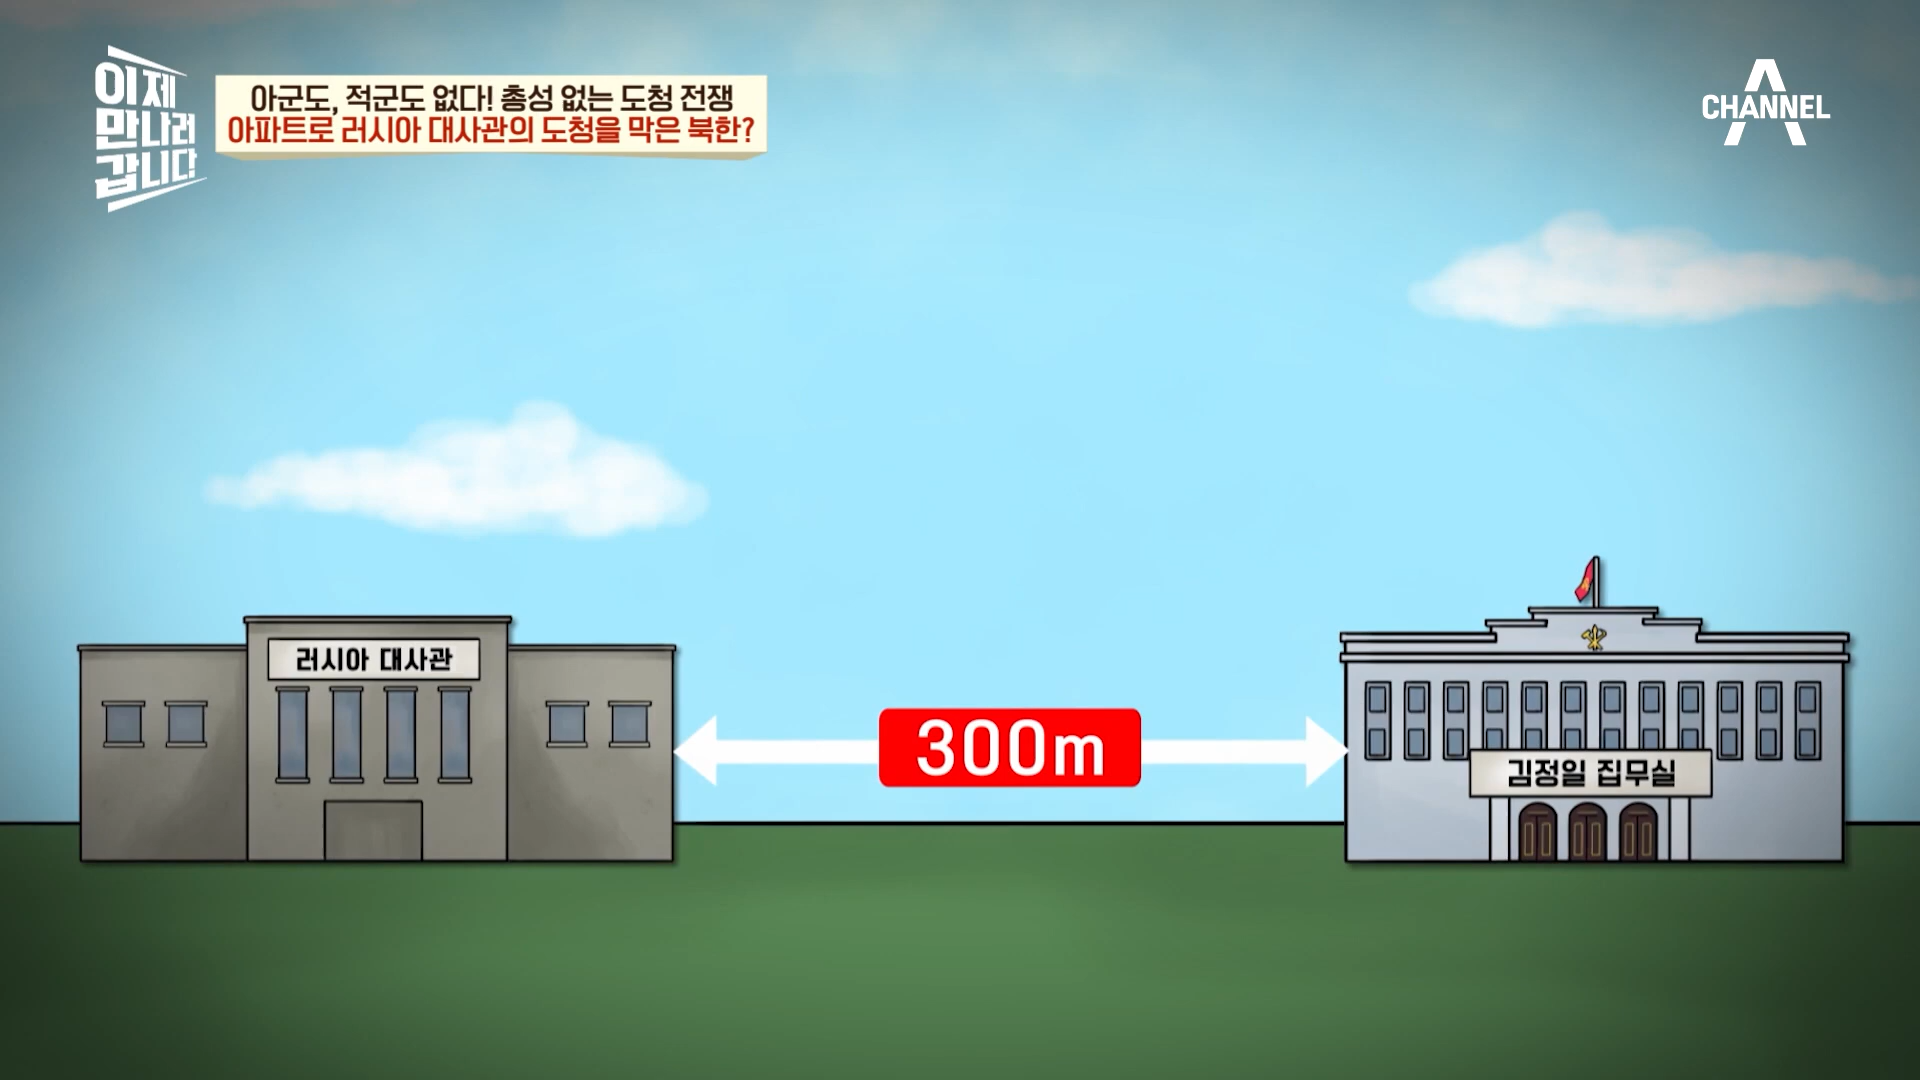 이제
만나러
갑니다
아군도, 적군도 없다! 총성 없는 도청 전쟁
아파트로 러시아 대사관의 도청을 막은 북한?
CHANNEL A
러시아 대사관
300m
김정일 집무실